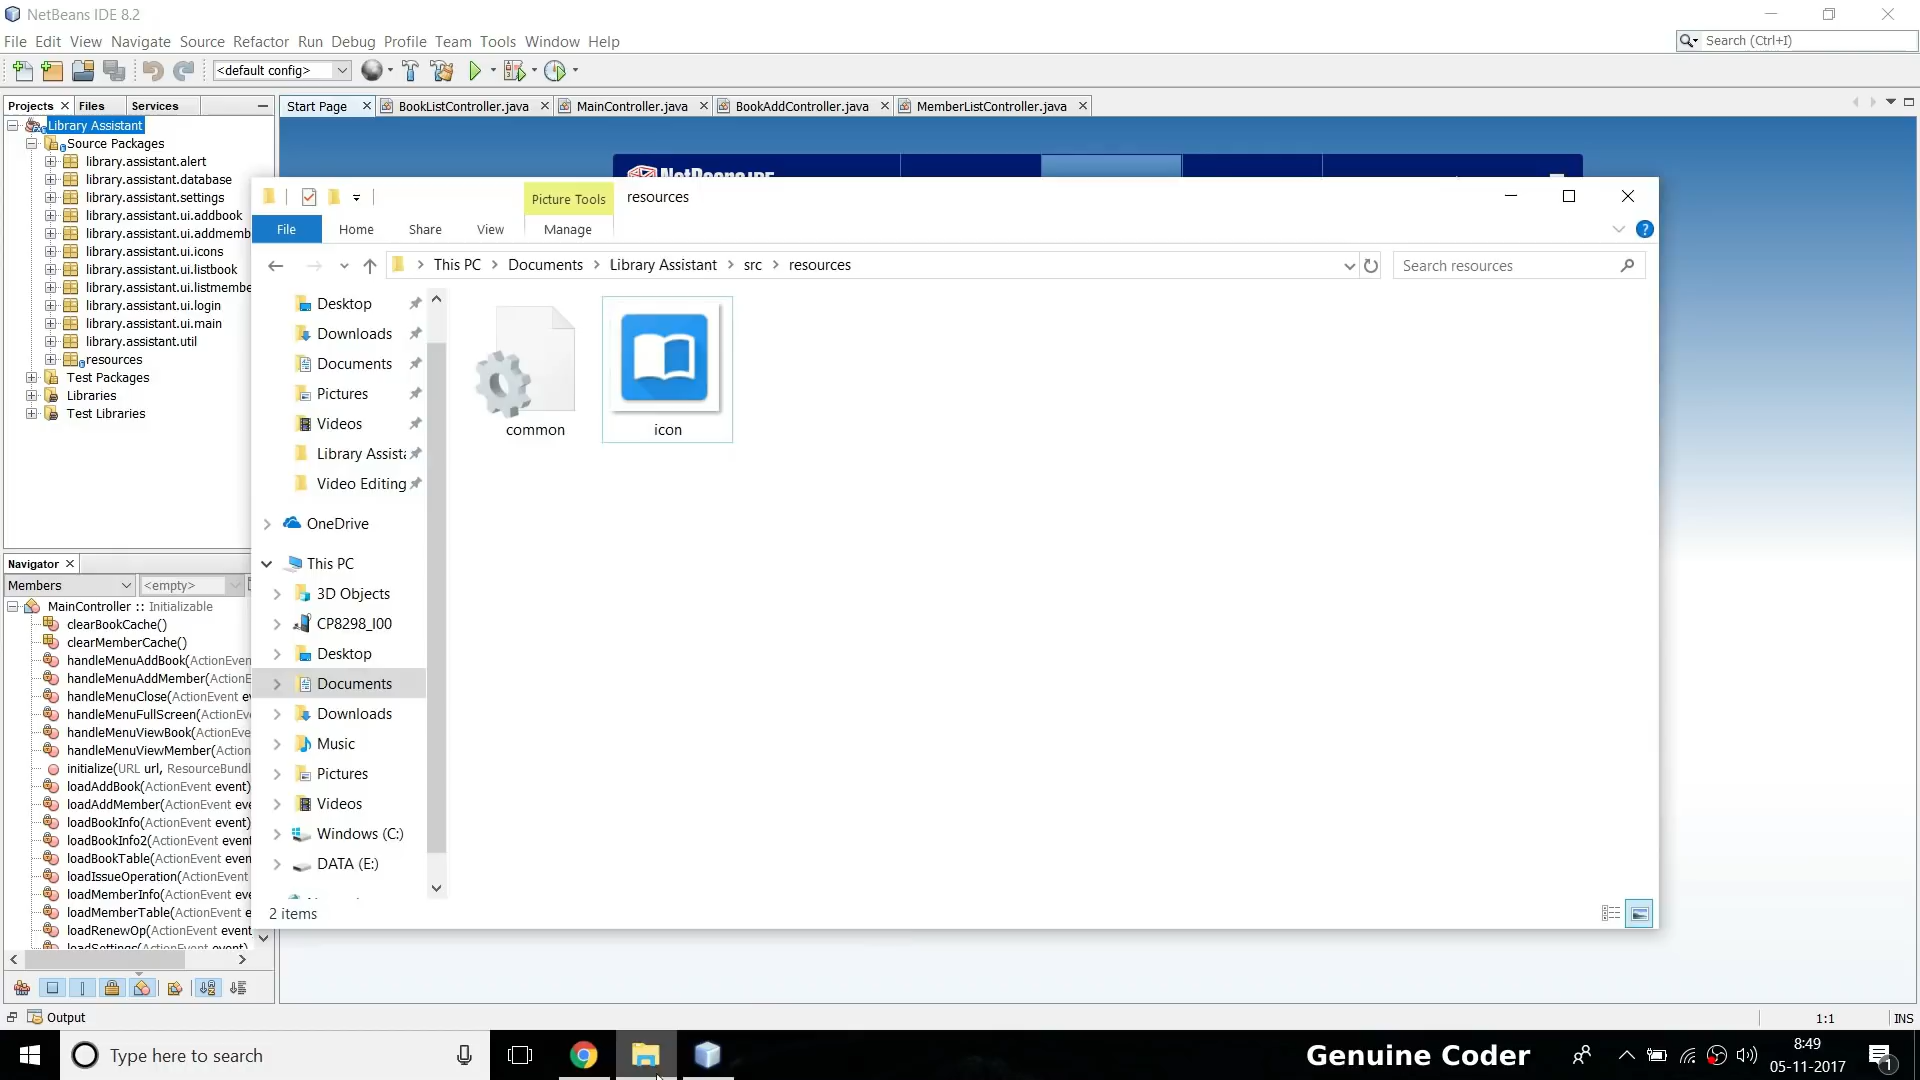 NetBeans IDE 8.2
File Edit View Navigate Source Refactor Run Debug Profile Team Tools Window Help
Search (Ctrl+I)
<default config>
Projects Files Services
Start Page BookListController.java MainController.java BookAddController.java MemberListController.java
Library Assistant
Source Packages
library.assistant.alert
library.assistant.database
library.assistant.settings
library.assistant.ui.addbook
library.assistant.ui.addmemb
library.assistant.ui.icons
library.assistant.ui.listbook
library.assistant.ui.listmembe
library.assistant.ui.login
library.assistant.ui.main
library.assistant.util
resources
Test Packages
Libraries
Test Libraries
NetBeans IDE
Picture Tools resources
File Home Share View Manage
This PC Documents Library Assistant src resources
Search resources
Desktop
Downloads
Documents
Pictures
Videos
Library Assista
Video Editing
OneDrive
This PC
3D Objects
CP8298_I00
Desktop
Documents
Downloads
Music
Pictures
Videos
Windows (C:)
DATA (E:)
common icon
2 items
Navigator
Members <empty>
MainController :: Initializable
clearBookCache()
clearMemberCache()
handleMenuAddBook(ActionEven
handleMenuAddMember(ActionE
handleMenuClose(ActionEvent ev
handleMenuFullScreen(ActionEv
handleMenuViewBook(ActionEve
handleMenuViewMember(Action
initialize(URL url, ResourceBundl
loadAddBook(ActionEvent event)
loadAddMember(ActionEvent eve
loadBookInfo(ActionEvent event)
loadBookInfo2(ActionEvent event
loadBookTable(ActionEvent even
loadIssueOperation(ActionEvent
loadMemberInfo(ActionEvent eve
loadMemberTable(ActionEvent e
loadRenewOp(ActionEvent event
loadSettings(ActionEvent event)
Output
1:1 INS
Type here to search
Genuine Coder
8:49
05-11-2017
1